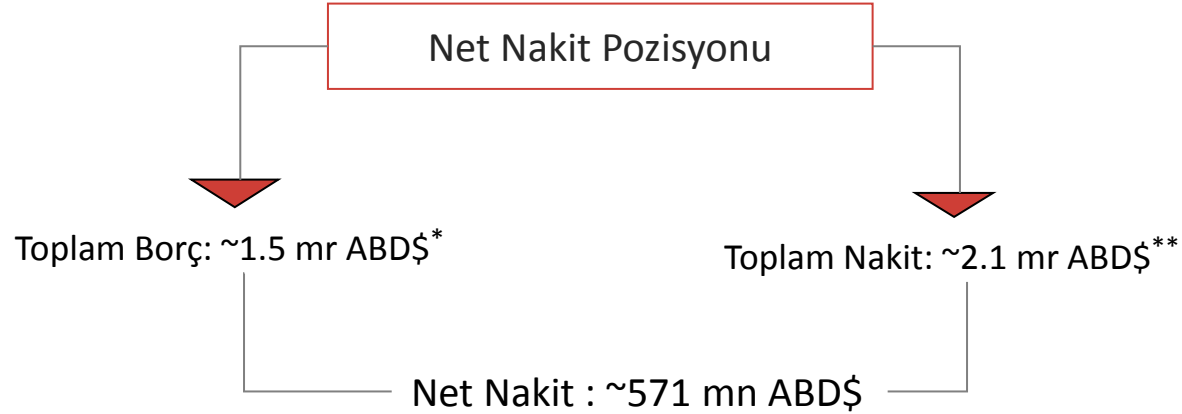 Net Nakit Pozisyonu
Toplam Borç: ~1.5 mr ABD$*
Toplam Nakit: ~2.1 mr ABD$**
Net Nakit : ~571 mn ABD$